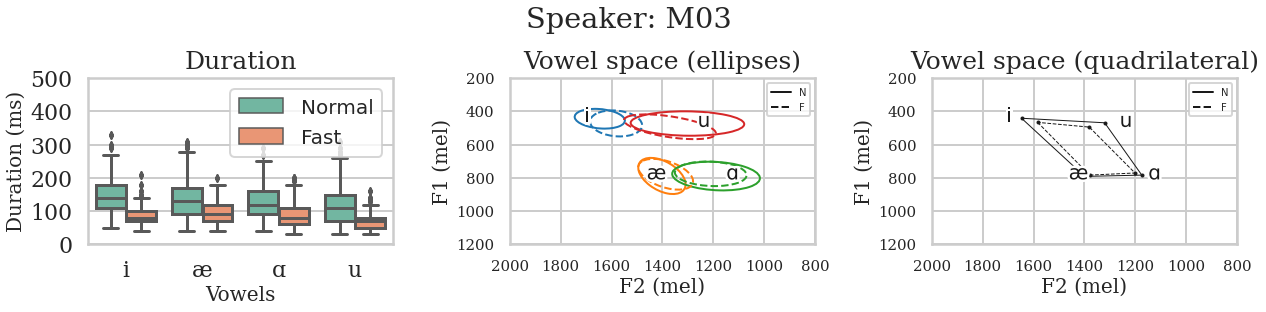 Speaker: M03
Duration
500
400
300
200
100
0
Duration (ms)
Normal
Fast
i
æ
ɑ
u
Vowels
Vowel space (ellipses)
200
400
600
800
1000
1200
F1 (mel)
N
F
i
u
æ
ɑ
2000
1800
1600
1400
1200
1000
800
F2 (mel)
Vowel space (quadrilateral)
200
400
600
800
1000
1200
F1 (mel)
N
F
i
u
æ
ɑ
2000
1800
1600
1400
1200
1000
800
F2 (mel)